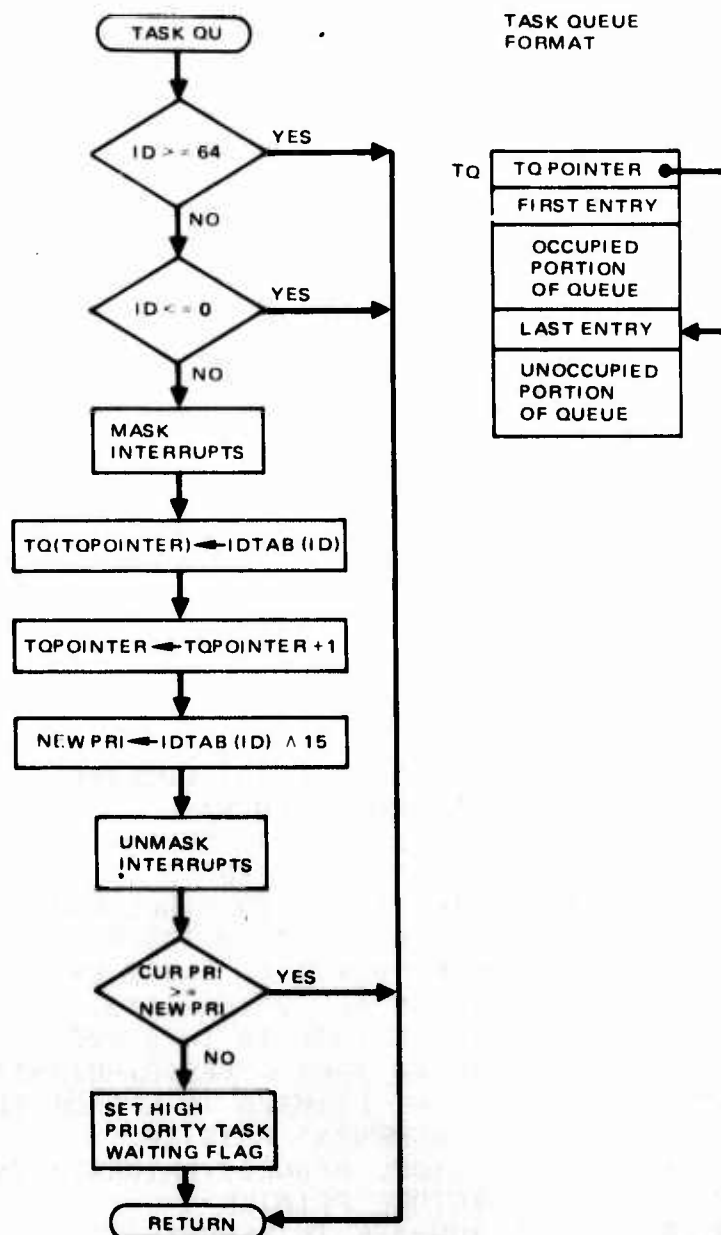 TASK QU
ID >= 64
YES
NO
ID <= 0
YES
NO
MASK
INTERRUPTS
TQ(TQPOINTER)←IDTAB(ID)
TQPOINTER←TQPOINTER+1
NEW PRI←IDTAB(ID) ∧ 15
UNMASK
INTERRUPTS
CUR PRI
>=
NEW PRI
YES
NO
SET HIGH
PRIORITY TASK
WAITING FLAG
RETURN
TASK QUEUE
FORMAT
TQ
TQ POINTER
FIRST ENTRY
OCCUPIED
PORTION
OF QUEUE
LAST ENTRY
UNOCCUPIED
PORTION
OF QUEUE